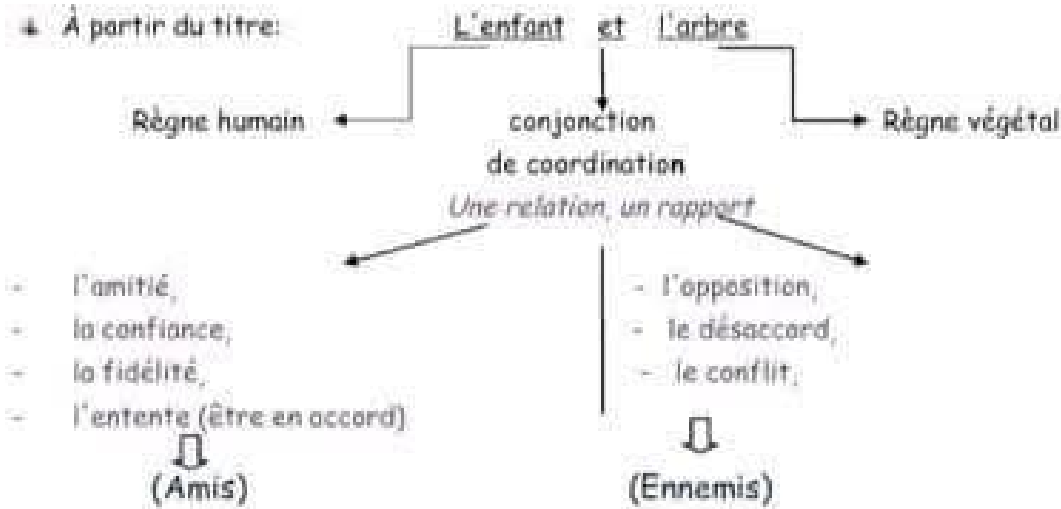 À partir du titre: L'enfant et l'arbre
Règne humain conjonction Règne végétal
de coordination
Une relation, un rapport
- l'amitié,
- la confiance,
- la fidélité,
- l'entente (être en accord)
(Amis)
- l'opposition,
- le désaccord,
- le conflit,
(Ennemis)